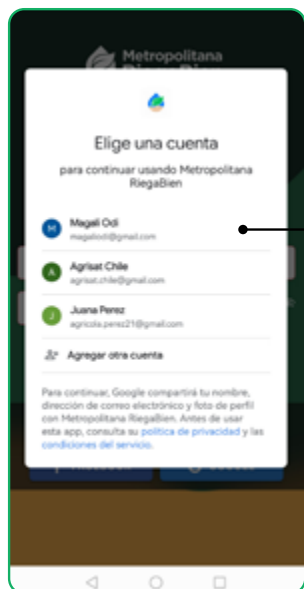 Metropolitana
RiegaBien
Elige una cuenta
para continuar usando Metropolitana
RiegaBien
M Magali Odi
magaliodi@gmail.com
A Agrisat Chile
agrisat.chile@gmail.com
J Juana Perez
agricola.perez21@gmail.com
Agregar otra cuenta
Para continuar, Google compartirá tu nombre,
dirección de correo electrónico y foto de perfil
con Metropolitana RiegaBien. Antes de usar
esta app, consulta su política de privacidad y las
condiciones del servicio.